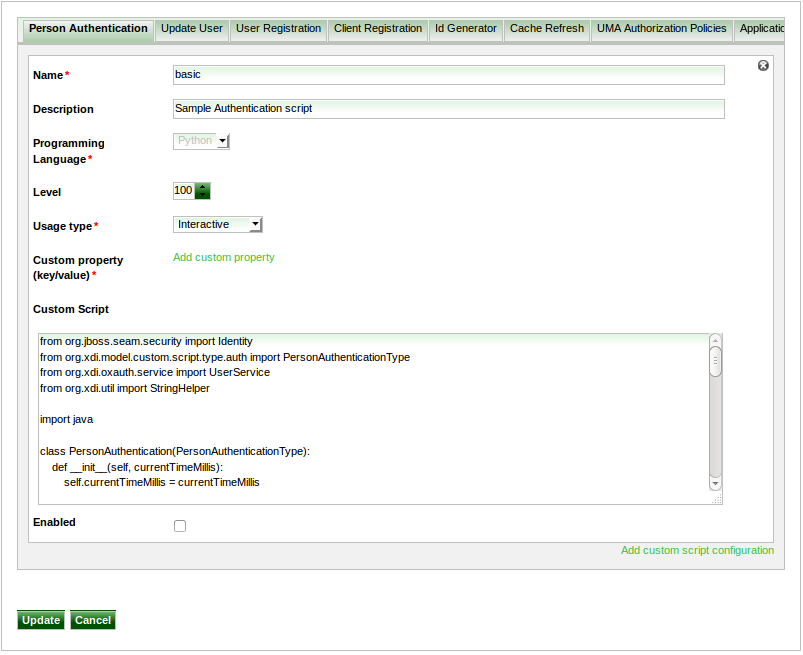 Person Authentication Update User User Registration Client Registration Id Generator Cache Refresh UMA Authorization Policies Applicatio
Name* basic
Description Sample Authentication script
Programming Language* Python
Level 100
Usage type* Interactive
Custom property (key/value)* Add custom property
Custom Script
from org.jboss.seam.security import Identity
from org.xdi.model.custom.script.type.auth import PersonAuthenticationType
from org.xdi.oxauth.service import UserService
from org.xdi.util import StringHelper
import java
class PersonAuthentication(PersonAuthenticationType):
def __init__(self, currentTimeMillis):
self.currentTimeMillis = currentTimeMillis
Enabled
Add custom script configuration
Update Cancel